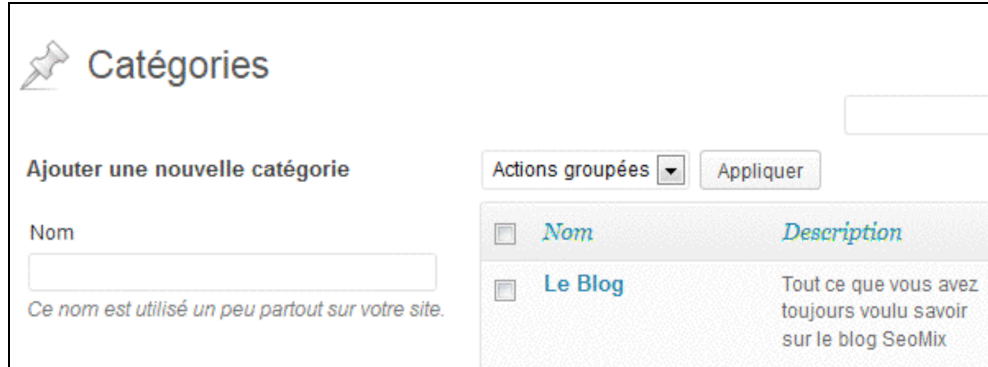 Catégories
Ajouter une nouvelle catégorie
Nom
Ce nom est utilisé un peu partout sur votre site.
Actions groupées
Appliquer
Nom
Description
Le Blog
Tout ce que vous avez
toujours voulu savoir
sur le blog SeoMix